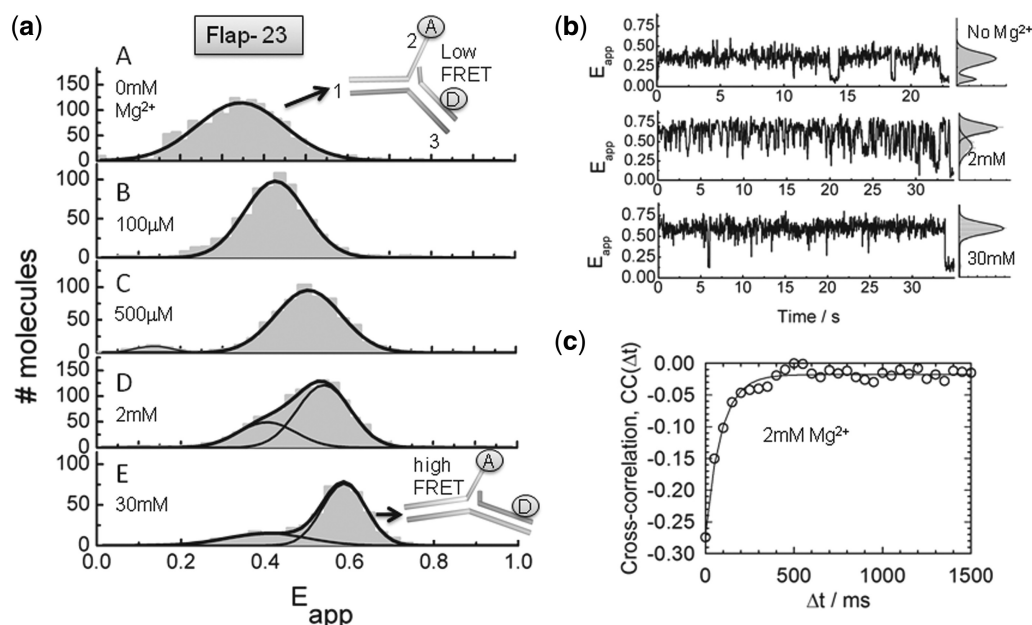 (a)
Flap- 23
A
0mM
Mg²⁺
150
100
50
0
2
A
Low
FRET
D
1
3
B
100µM
100
50
0
C
500µM
100
50
0
D
2mM
150
100
50
0
E
30mM
100
50
0
high
FRET
A
D
0.0 0.2 0.4 0.6 0.8 1.0
# molecules
E app
(b)
No Mg²⁺
E app
0.75
0.50
0.25
0.00
0 5 10 15 20
2mM
E app
0.75
0.50
0.25
0.00
0 5 10 15 20 25 30
30mM
E app
0.75
0.50
0.25
0.00
0 5 10 15 20 25 30
Time / s
(c)
Cross-correlation, CC(Δt)
0.00
-0.05
-0.10
-0.15
-0.20
-0.25
-0.30
2mM Mg²⁺
0 500 1000 1500
Δt / ms